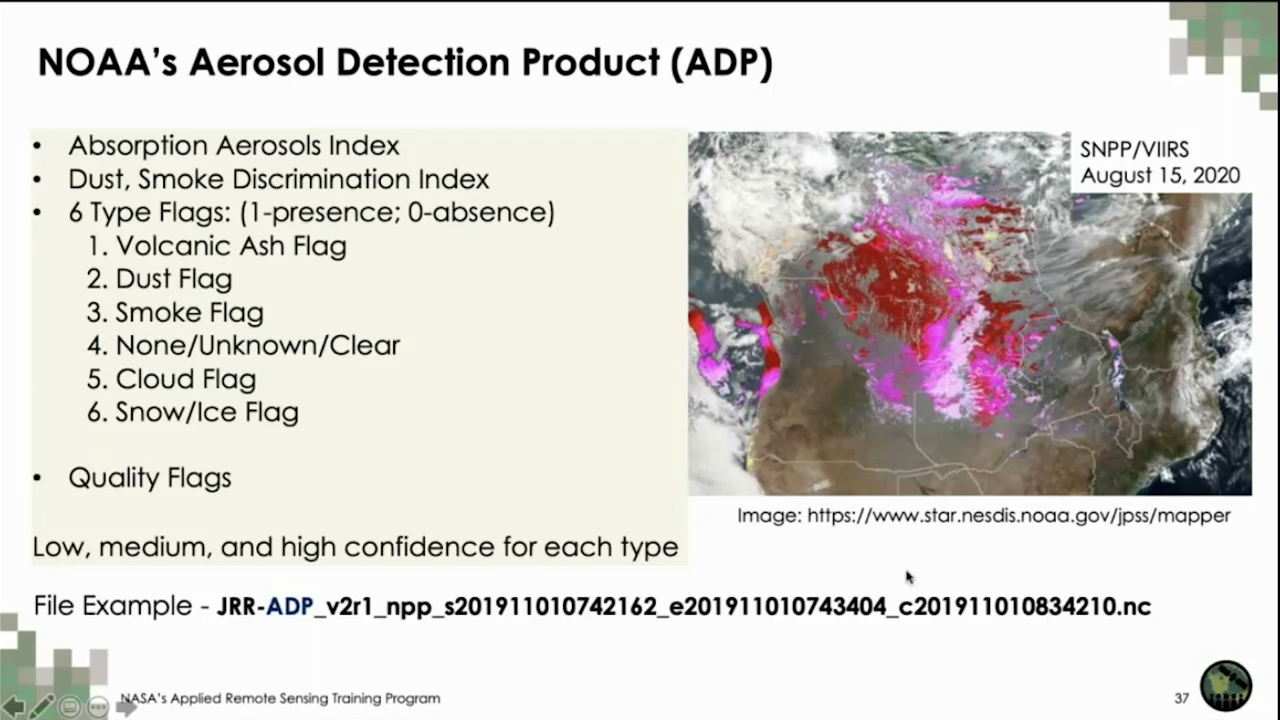 NOAA's Aerosol Detection Product (ADP)
• Absorption Aerosols Index
• Dust, Smoke Discrimination Index
• 6 Type Flags: (1-presence; 0-absence)
1. Volcanic Ash Flag
2. Dust Flag
3. Smoke Flag
4. None/Unknown/Clear
5. Cloud Flag
6. Snow/Ice Flag
• Quality Flags
Low, medium, and high confidence for each type
SNPP/VIIRS
August 15, 2020
Image: https://www.star.nesdis.noaa.gov/jpss/mapper
File Example - JRR-ADP_v2r1_npp_s201911010742162_e201911010743404_c201911010834210.nc
NASA's Applied Remote Sensing Training Program
37